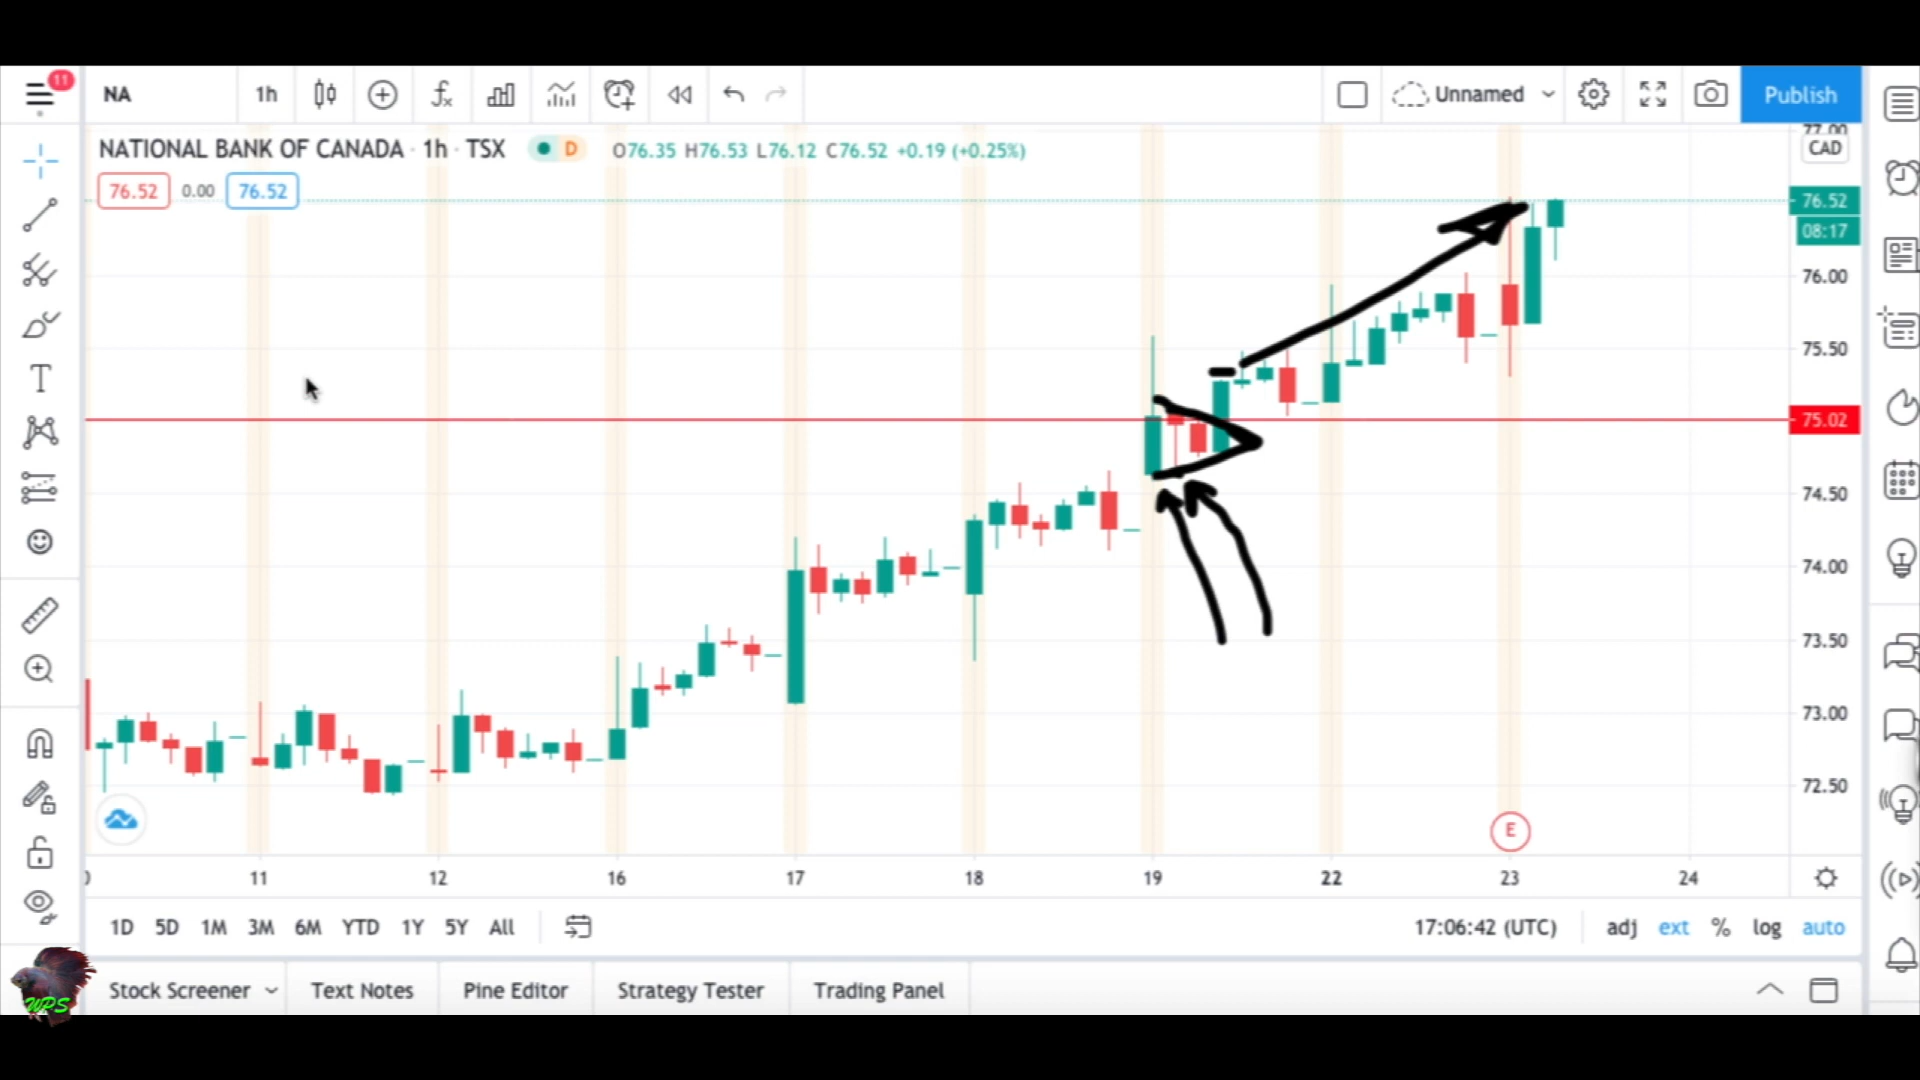 11
NA 1h Unnamed Publish
NATIONAL BANK OF CANADA · 1h · TSX D O76.35 H76.53 L76.12 C76.52 +0.19 (+0.25%)
77.00
CAD
76.52 0.00 76.52
76.52
08:17
76.00
75.50
75.02
74.50
74.00
73.50
73.00
72.50
E
11 12 16 17 18 19 22 23 24
1D 5D 1M 3M 6M YTD 1Y 5Y All 17:06:42 (UTC) adj ext % log auto
WPS
Stock Screener Text Notes Pine Editor Strategy Tester Trading Panel